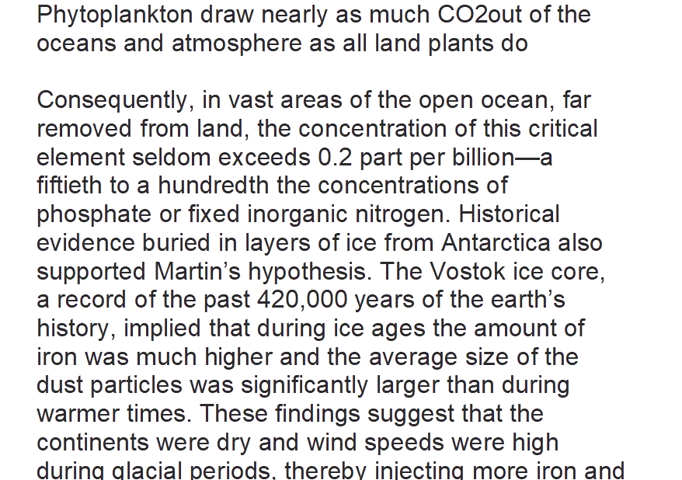 Phytoplankton draw nearly as much CO2out of the
oceans and atmosphere as all land plants do
Consequently, in vast areas of the open ocean, far
removed from land, the concentration of this critical
element seldom exceeds 0.2 part per billion—a
fiftieth to a hundredth the concentrations of
phosphate or fixed inorganic nitrogen. Historical
evidence buried in layers of ice from Antarctica also
supported Martin’s hypothesis. The Vostok ice core,
a record of the past 420,000 years of the earth’s
history, implied that during ice ages the amount of
iron was much higher and the average size of the
dust particles was significantly larger than during
warmer times. These findings suggest that the
continents were dry and wind speeds were high
during glacial periods, thereby injecting more iron and